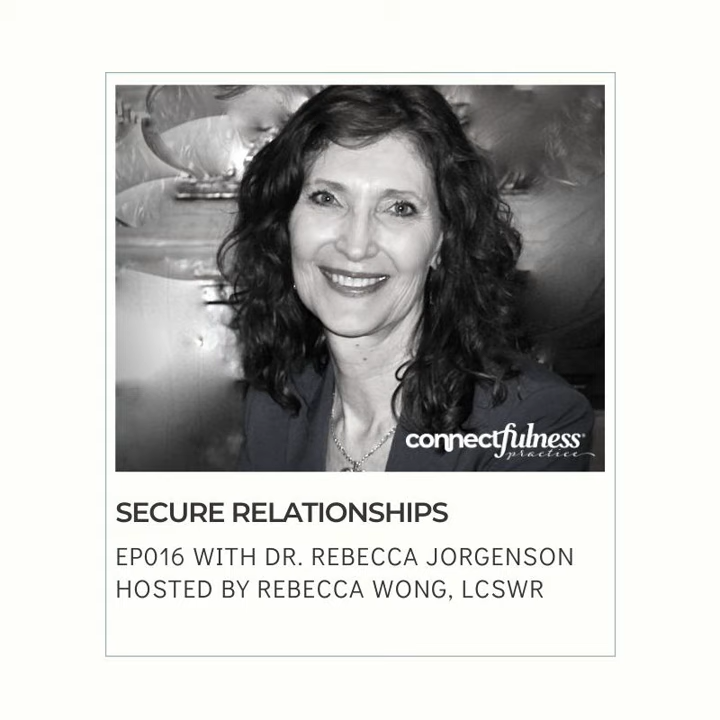 connectfulness®
practice
SECURE RELATIONSHIPS
EP016 WITH DR. REBECCA JORGENSON
HOSTED BY REBECCA WONG, LCSWR